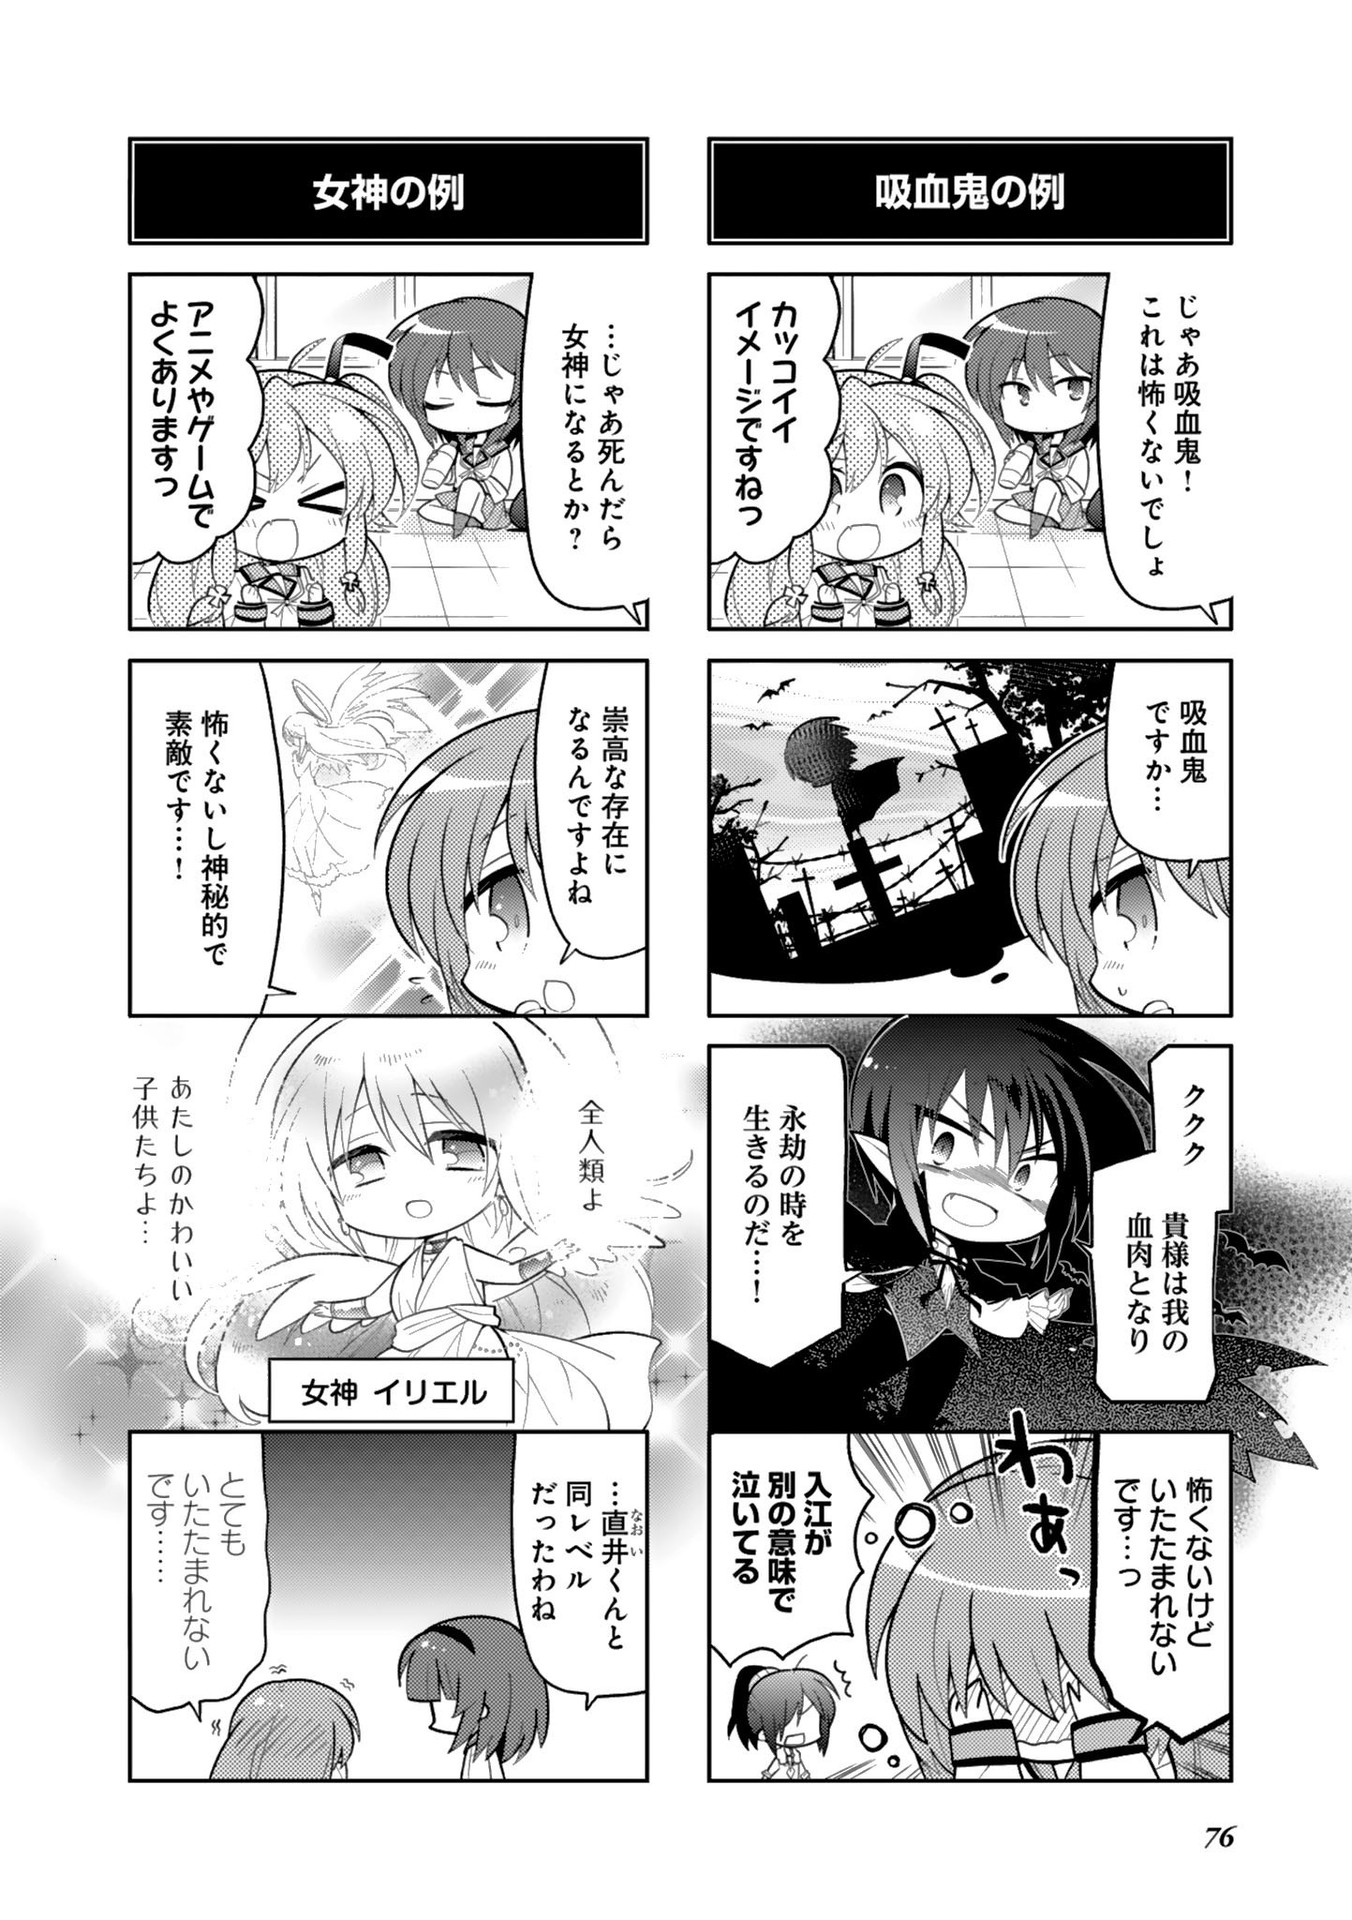 吸血鬼の例
じゃあ吸血鬼！
これは怖くないでしょ
カッコイイ
イメージですねっ
吸血鬼
ですか…
ククク
貴様は我の
血肉となり
永劫の時を
生きるのだ…！
怖くないけど
いたたまれない
です…っ
わぁっ
入江が
別の意味で
泣いてる
女神の例
…じゃあ死んだら
女神になるとか？
アニメやゲームで
よくありますっ
崇高な存在に
なるんですよね
怖くないし神秘的で
素敵です……！
全人類よ
あたしのかわいい
子供たちよ…
女神 イリエル
…直井くんと
なおい
同レベル
だったわね
とても
いたたまれない
です……
76